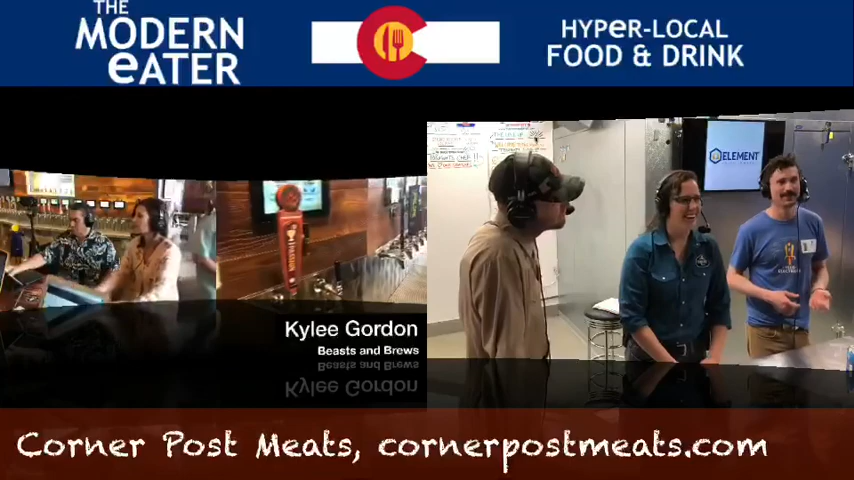 THE
MODERN
eATER
HYPeR-LOCAL
FOOD & DRINK
ELEMENT
Kylee Gordon
Beasts and Brews
Corner Post Meats, cornerpostmeats.com